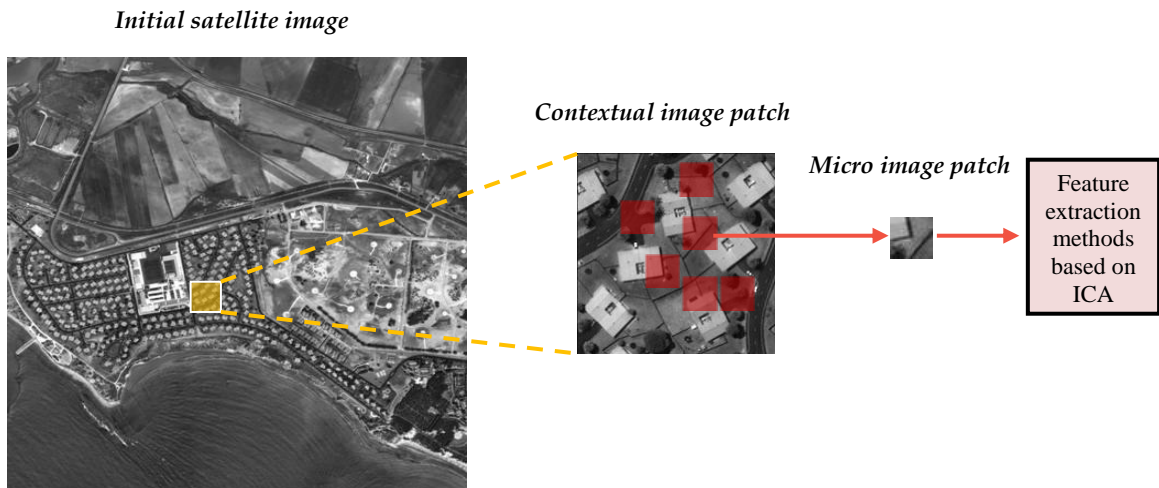 Initial satellite image
Contextual image patch
Micro image patch
Feature
extraction
methods
based on
ICA